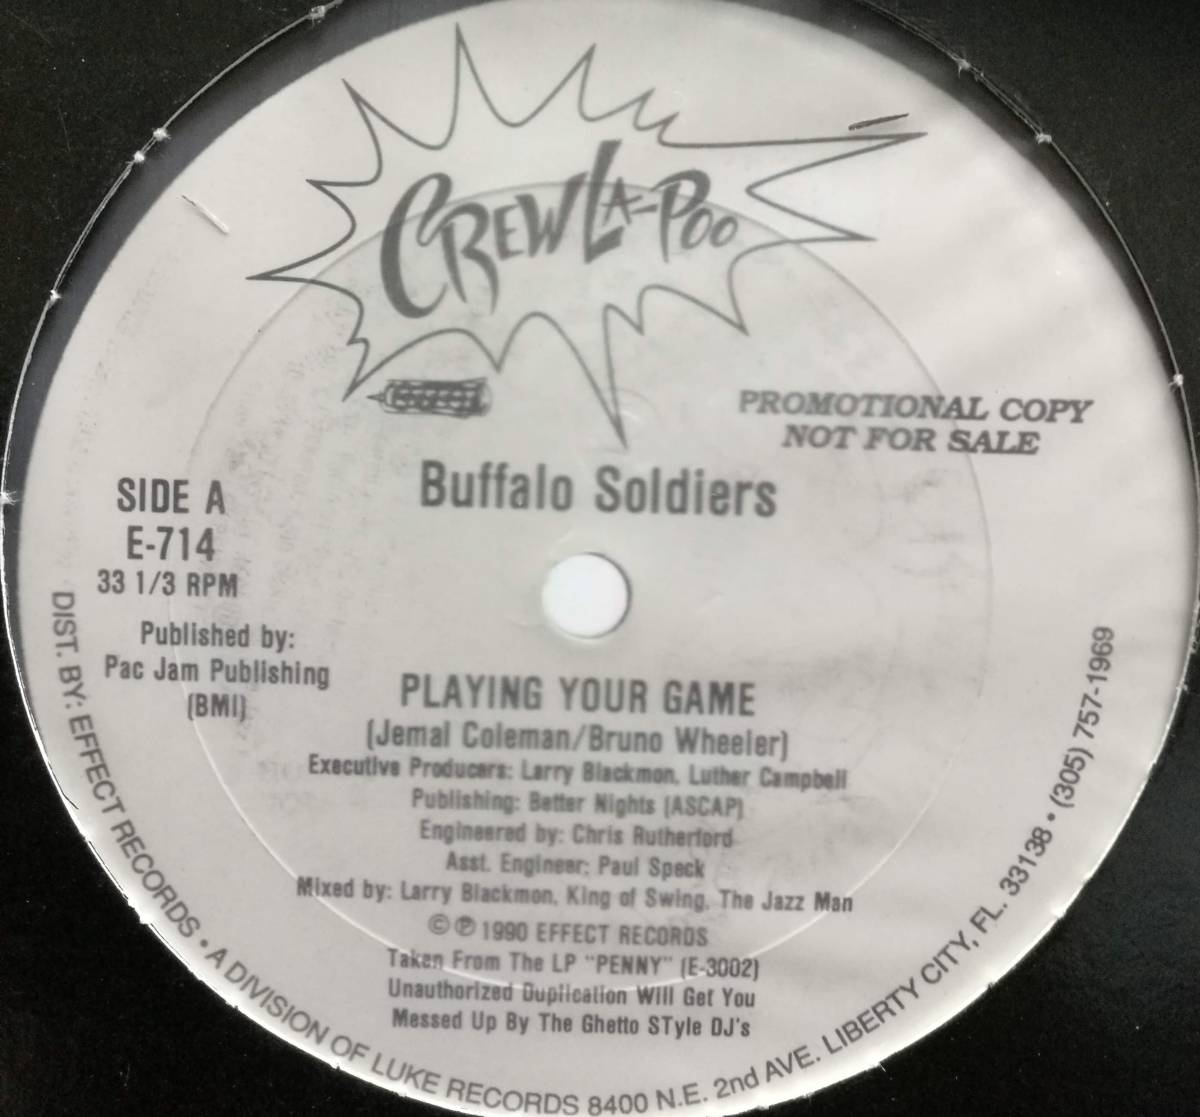 CREW LA-POO
PROMOTIONAL COPY
NOT FOR SALE
Buffalo Soldiers
SIDE A
E-714
33 1/3 RPM
Published by:
Pac Jam Publishing
(BMI)
PLAYING YOUR GAME
(Jemal Coleman/Bruno Wheeler)
Executive Producers: Larry Blackmon, Luther Campbell
Publishing: Better Nights (ASCAP)
Engineered by: Chris Rutherford
Asst. Engineer: Paul Speck
Mixed by: Larry Blackmon, King of Swing, The Jazz Man
©℗ 1990 EFFECT RECORDS
Taken From The LP "PENNY" (E-3002)
Unauthorized Duplication Will Get You
Messed Up By The Ghetto STyle DJ's
DIST. BY: EFFECT RECORDS • A DIVISION OF LUKE RECORDS 8400 N.E. 2nd AVE. LIBERTY CITY, FL. 33138 • (305) 757-1969